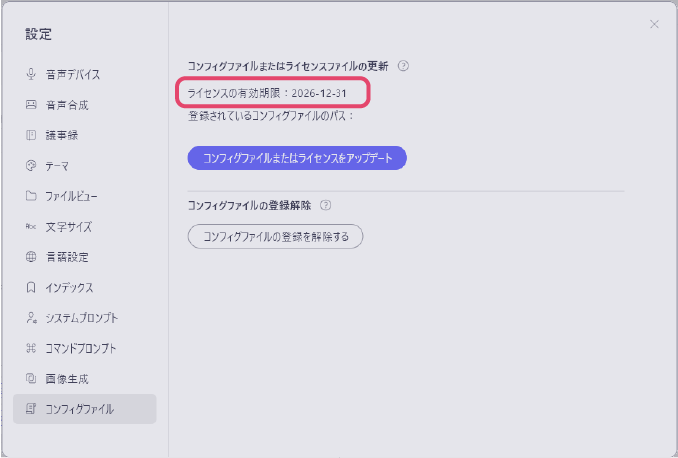 設定
音声デバイス
音声合成
議事録
テーマ
ファイルビュー
文字サイズ
言語設定
インデックス
システムプロンプト
コマンドプロンプト
画像生成
コンフィグファイル
コンフィグファイルまたはライセンスファイルの更新
ライセンスの有効期限:2026-12-31
登録されているコンフィグファイルのパス:
コンフィグファイルまたはライセンスをアップデート
コンフィグファイルの登録解除
コンフィグファイルの登録を解除する